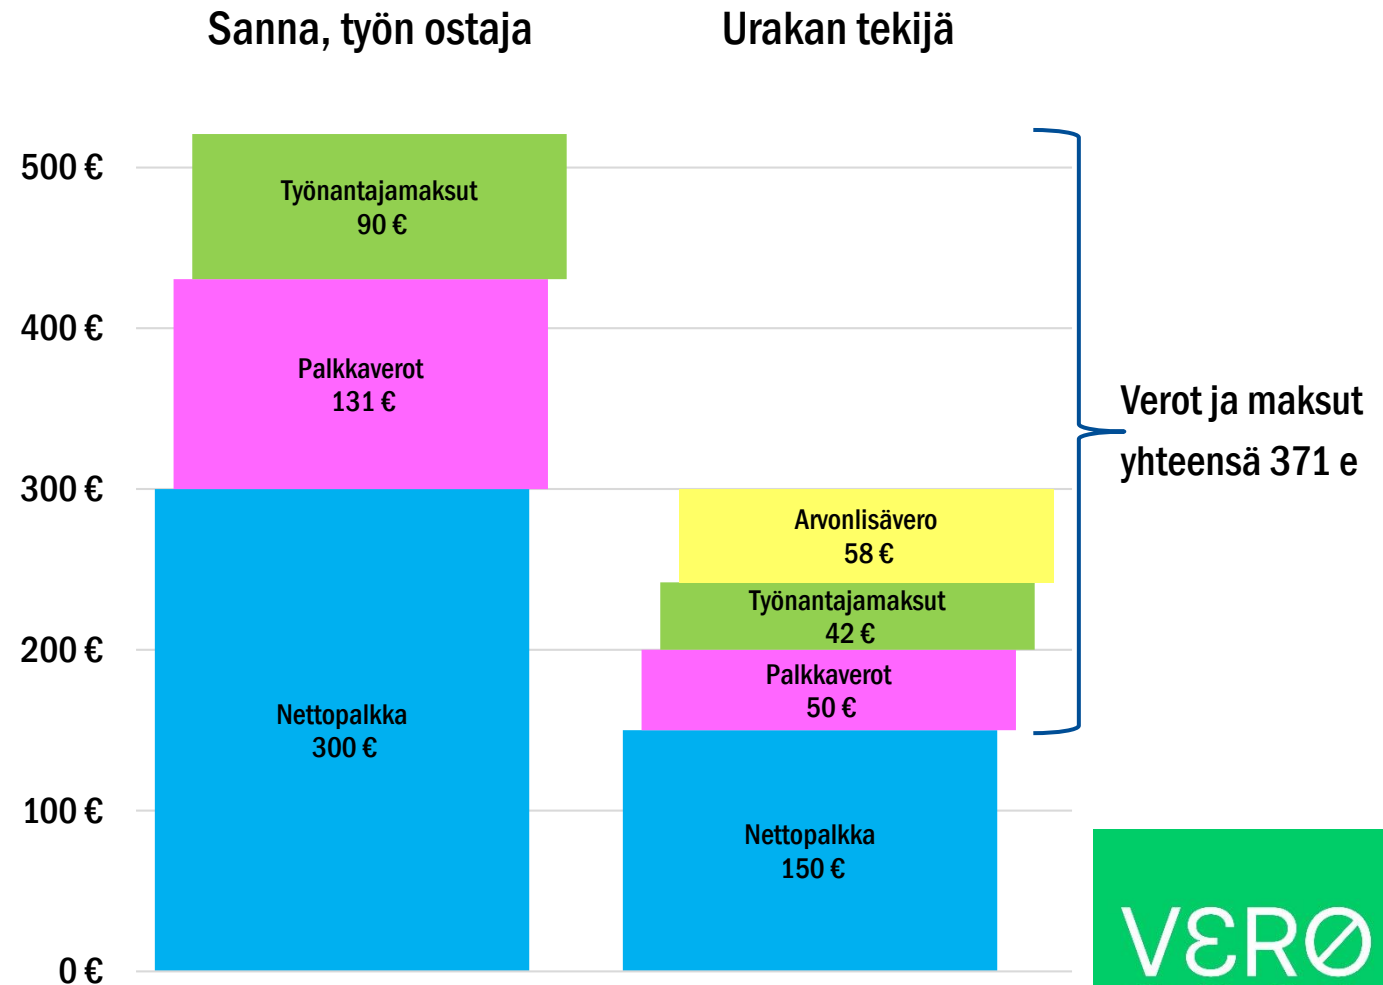 Sanna, työn ostaja
Urakan tekijä
500 €
400 €
300 €
200 €
100 €
0 €
Työnantajamaksut
90 €
Palkkaverot
131 €
Nettopalkka
300 €
Arvonlisävero
58 €
Työnantajamaksut
42 €
Palkkaverot
50 €
Nettopalkka
150 €
Verot ja maksut
yhteensä 371 e
VERO